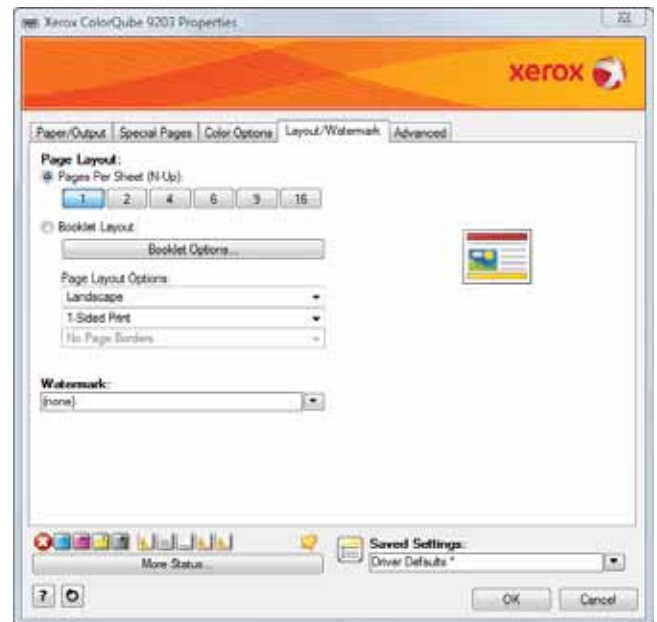 Xerox ColorQube 9203 Properties
xerox
Paper/Output Special Pages Color Options Layout/Watermark Advanced
Page Layout:
Pages Per Sheet (N-Up):
1 2 4 6 9 16
Booklet Layout
Booklet Options...
Page Layout Options:
Landscape
1-Sided Print
No Page Borders
Watermark:
(none)
Saved Settings:
More Status...
Driver Defaults *
?
OK Cancel